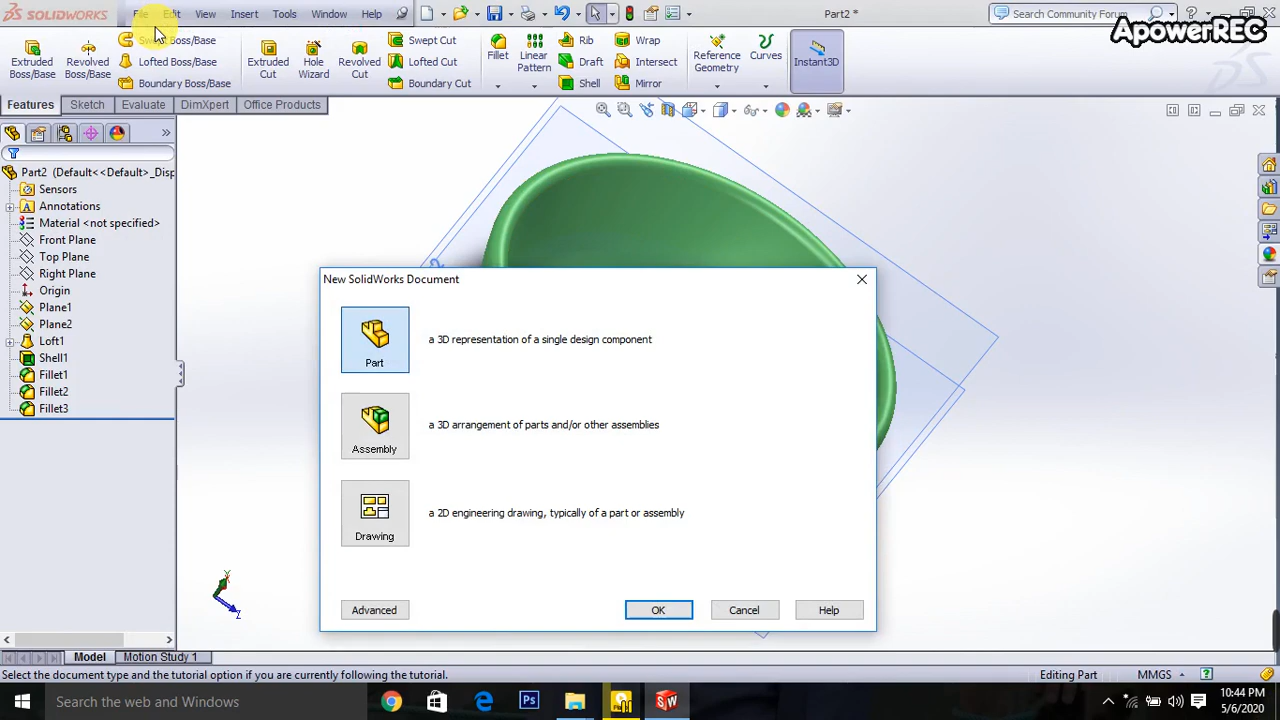 SOLIDWORKS File Edit View Insert Tools Window Help Part2 * Search Community Forum
ApowerREC
Extruded Boss/Base
Revolved Boss/Base
Swept Boss/Base
Lofted Boss/Base
Boundary Boss/Base
Extruded Cut
Hole Wizard
Revolved Cut
Swept Cut
Lofted Cut
Boundary Cut
Fillet
Linear Pattern
Rib
Draft
Shell
Wrap
Intersect
Mirror
Reference Geometry
Curves
Instant3D
Features Sketch Evaluate DimXpert Office Products
Part2 (Default<<Default>_Disp
Sensors
Annotations
Material <not specified>
Front Plane
Top Plane
Right Plane
Origin
Plane1
Plane2
Loft1
Shell1
Fillet1
Fillet2
Fillet3
New SolidWorks Document
Part
a 3D representation of a single design component
Assembly
a 3D arrangement of parts and/or other assemblies
Drawing
a 2D engineering drawing, typically of a part or assembly
Advanced OK Cancel Help
Y
Z
Model Motion Study 1
Select the document type and the tutorial option if you are currently following the tutorial. Editing Part MMGS
Search the web and Windows
10:44 PM
5/6/2020